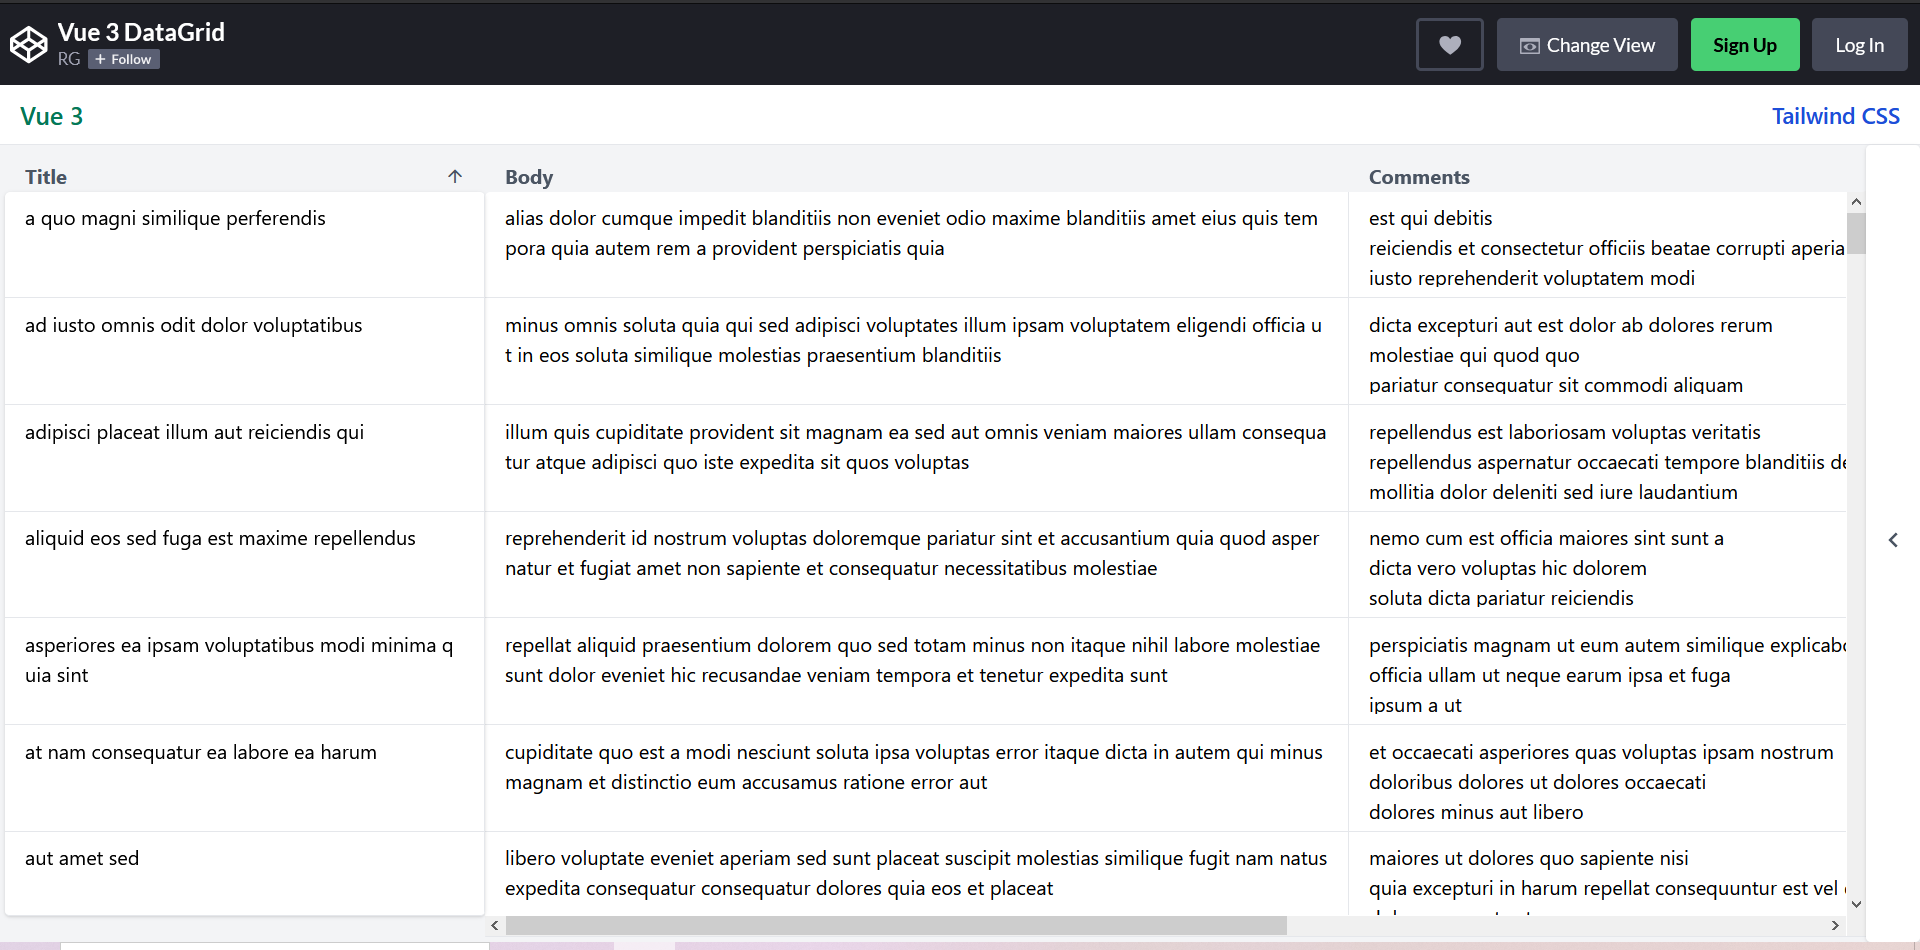 Vue 3 DataGrid
RG + Follow
Change View
Sign Up
Log In
Vue 3
Tailwind CSS
Title
Body
Comments
a quo magni similique perferendis
alias dolor cumque impedit blanditiis non eveniet odio maxime blanditiis amet eius quis tem
pora quia autem rem a provident perspiciatis quia
est qui debitis
reiciendis et consectetur officiis beatae corrupti aperia
iusto reprehenderit voluptatem modi
ad iusto omnis odit dolor voluptatibus
minus omnis soluta quia qui sed adipisci voluptates illum ipsam voluptatem eligendi officia u
t in eos soluta similique molestias praesentium blanditiis
dicta excepturi aut est dolor ab dolores rerum
molestiae qui quod quo
pariatur consequatur sit commodi aliquam
adipisci placeat illum aut reiciendis qui
illum quis cupiditate provident sit magnam ea sed aut omnis veniam maiores ullam consequa
tur atque adipisci quo iste expedita sit quos voluptas
repellendus est laboriosam voluptas veritatis
repellendus aspernatur occaecati tempore blanditiis de
mollitia dolor deleniti sed iure laudantium
aliquid eos sed fuga est maxime repellendus
reprehenderit id nostrum voluptas doloremque pariatur sint et accusantium quia quod asper
natur et fugiat amet non sapiente et consequatur necessitatibus molestiae
nemo cum est officia maiores sint sunt a
dicta vero voluptas hic dolorem
soluta dicta pariatur reiciendis
asperiores ea ipsam voluptatibus modi minima q
uia sint
repellat aliquid praesentium dolorem quo sed totam minus non itaque nihil labore molestiae
sunt dolor eveniet hic recusandae veniam tempora et tenetur expedita sunt
perspiciatis magnam ut eum autem similique explicabo
officia ullam ut neque earum ipsa et fuga
ipsum a ut
at nam consequatur ea labore ea harum
cupiditate quo est a modi nesciunt soluta ipsa voluptas error itaque dicta in autem qui minus
magnam et distinctio eum accusamus ratione error aut
et occaecati asperiores quas voluptas ipsam nostrum
doloribus dolores ut dolores occaecati
dolores minus aut libero
aut amet sed
libero voluptate eveniet aperiam sed sunt placeat suscipit molestias similique fugit nam natus
expedita consequatur consequatur dolores quia eos et placeat
maiores ut dolores quo sapiente nisi
quia excepturi in harum repellat consequuntur est vel